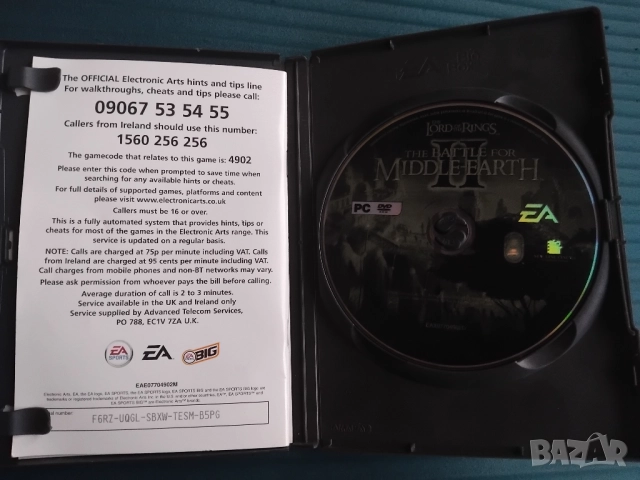 The OFFICIAL Electronic Arts hints and tips line
For walkthroughs, cheats and tips please call:
09067 53 54 55
Callers from Ireland should use this number:
1560 256 256
The gamecode that relates to this game is: 4902
Please enter this code when prompted to save time when
searching for any available hints or cheats.
For full details of supported games, platforms and content
please visit www.electronicarts.co.uk
Callers must be 16 or over.
This is a fully automated system that provides hints, tips or
cheats for most of the games in the Electronic Arts range. This
service is updated on a regular basis.
NOTE: Calls are charged at 75p per minute including VAT. Calls
from Ireland are charged at 95 cents per minute including VAT.
Call charges from mobile phones and non-BT networks may vary.
Please ask permission from whoever pays the bill before calling.
Average duration of call is 2 to 3 minutes.
Service available in the UK and Ireland only
Service supplied by Advanced Telecom Services,
PO 788, EC1V 7ZA U.K.
EA SPORTS
EA
EA SPORTS BIG
EAE07704902M
number:
F6RZ-UQGL-SBXW-TESM-B5PG
THE LORD OF THE RINGS
II
THE BATTLE FOR
MIDDLE-EARTH
PC DVD
EA
BAZAR